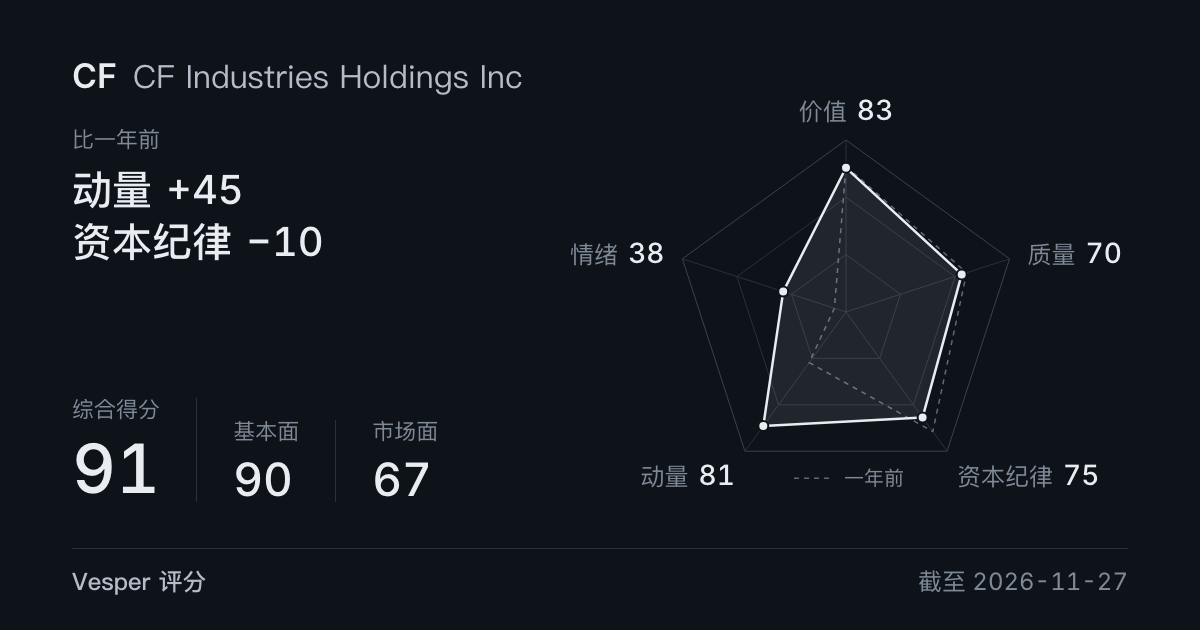 CF CF Industries Holdings Inc
比一年前
动量 +45
资本纪律 −10
价值 83
质量 70
情绪 38
动量 81
一年前
资本纪律 75
综合得分
91
基本面
90
市场面
67
Vesper 评分
截至 2026-11-27